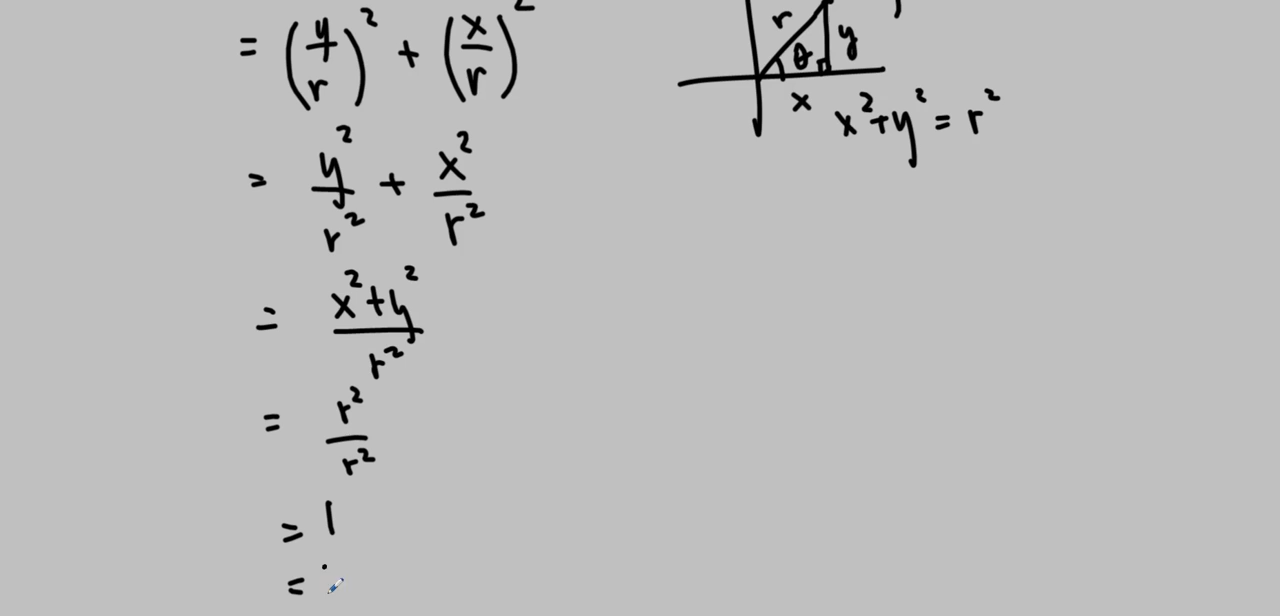 = (y/r)² + (x/r)²
= y²/r² + x²/r²
= x²+y²/r²
= r²/r²
= 1
=
r
θ
y
x
x²+y² = r²